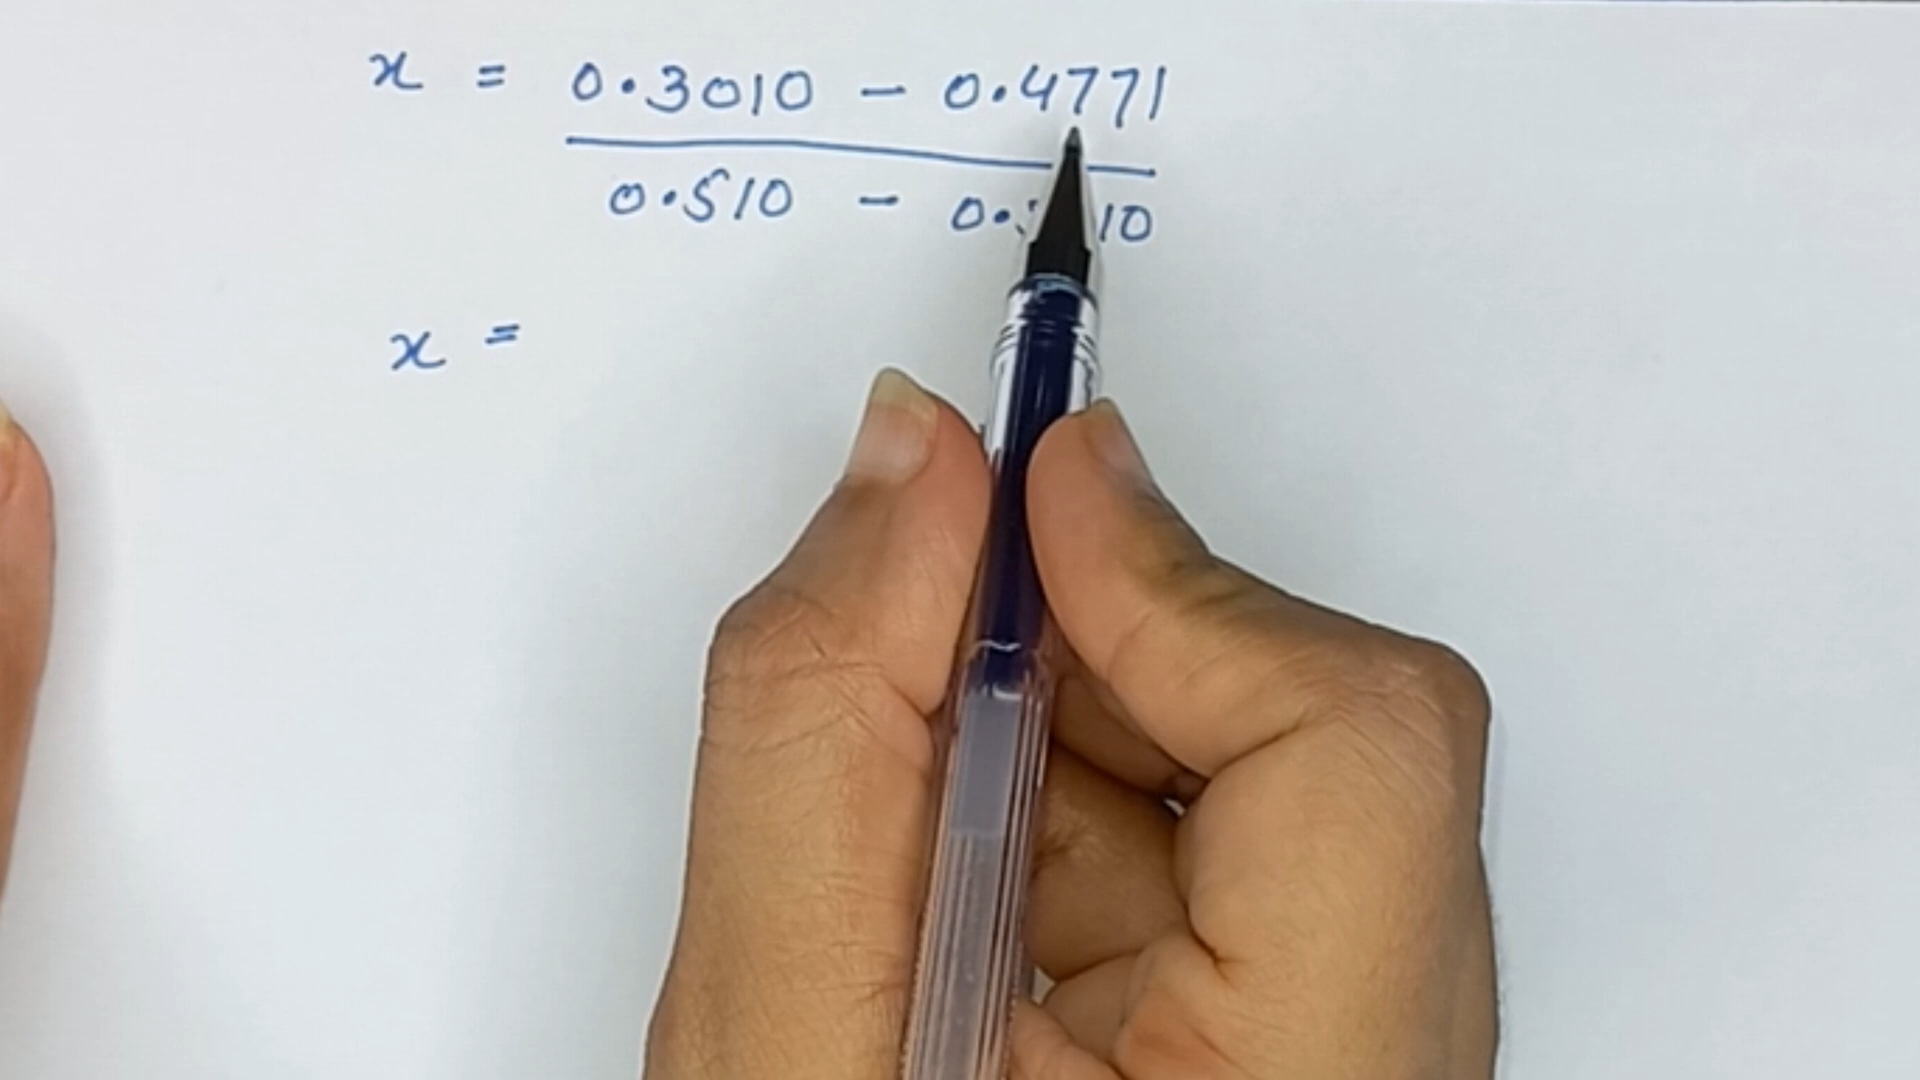 x = 0.3010 - 0.4771
0.510 -
x =